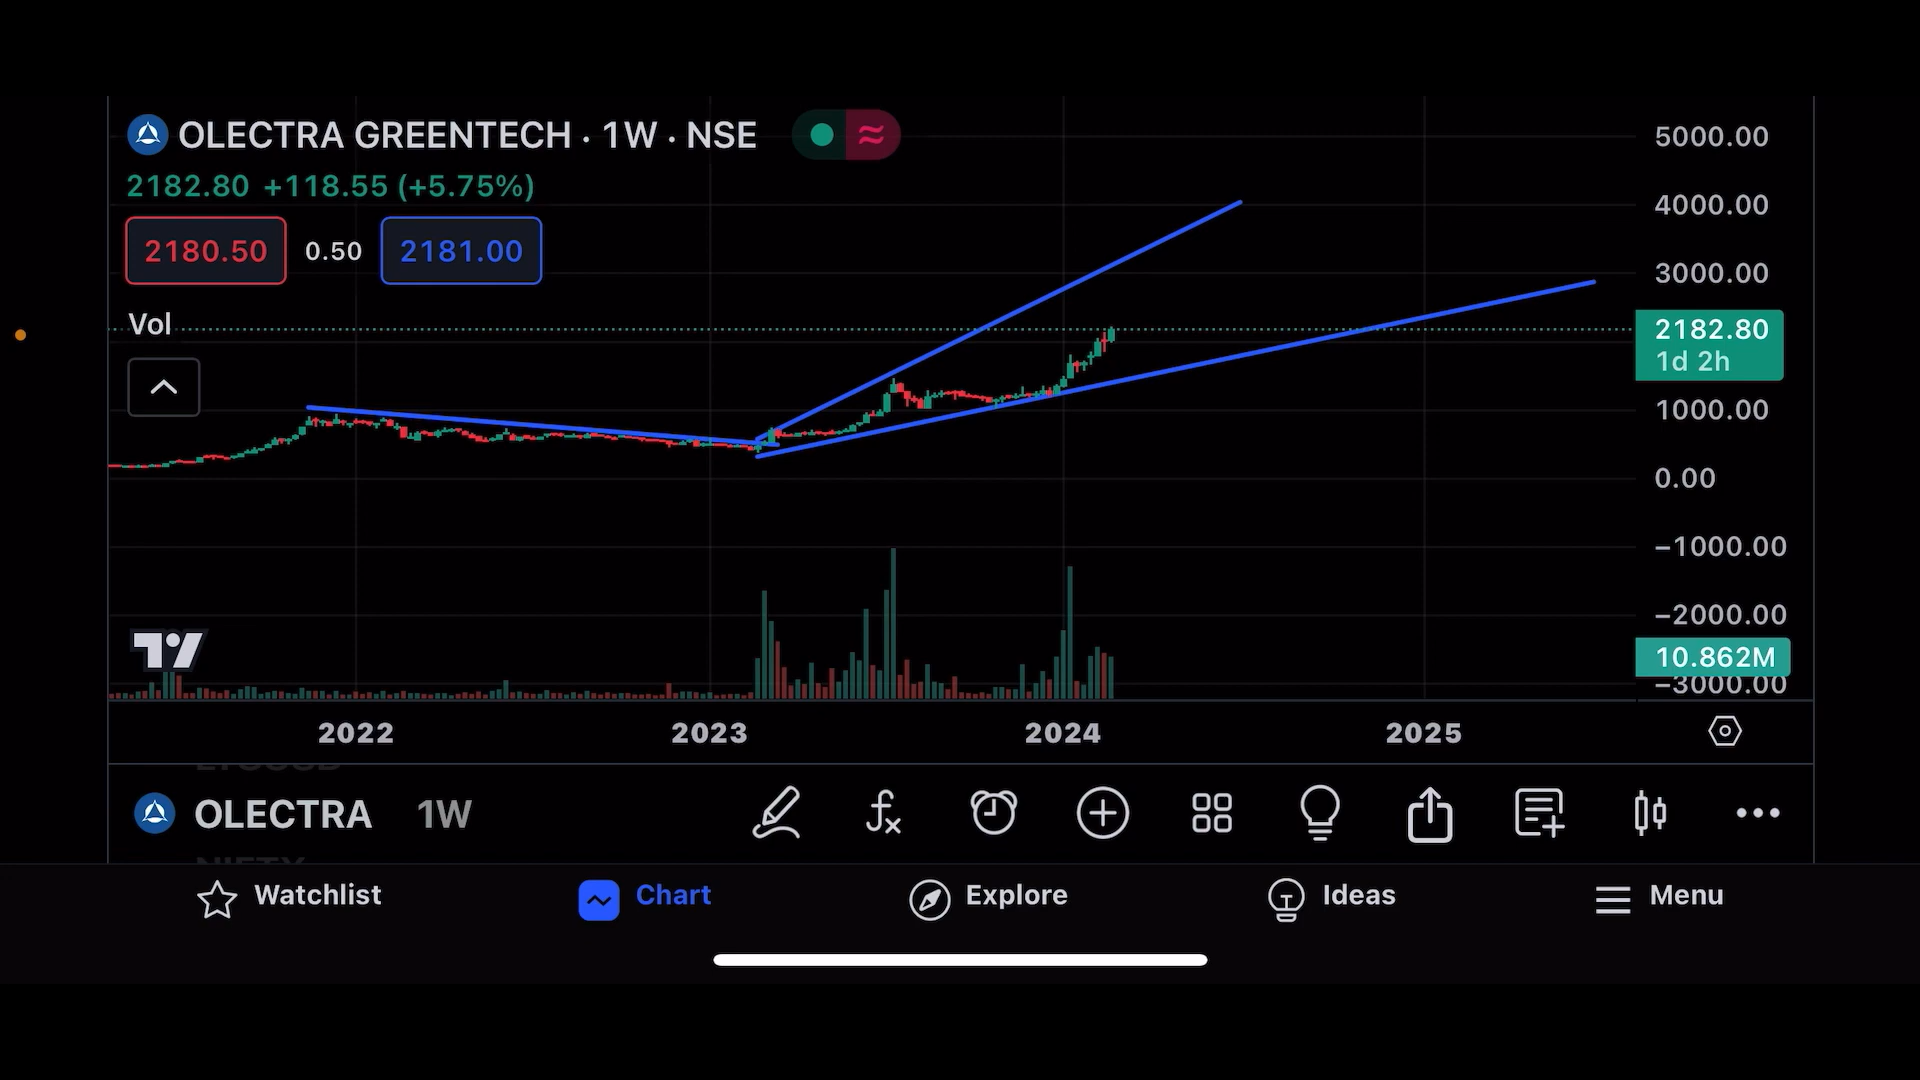 OLECTRA GREENTECH · 1W · NSE
2182.80 +118.55 (+5.75%)
2180.50 0.50 2181.00
Vol
5000.00
4000.00
3000.00
2182.80
1d 2h
1000.00
0.00
−1000.00
−2000.00
10.862M
−3000.00
2022 2023 2024 2025
OLECTRA 1W
Watchlist Chart Explore Ideas Menu